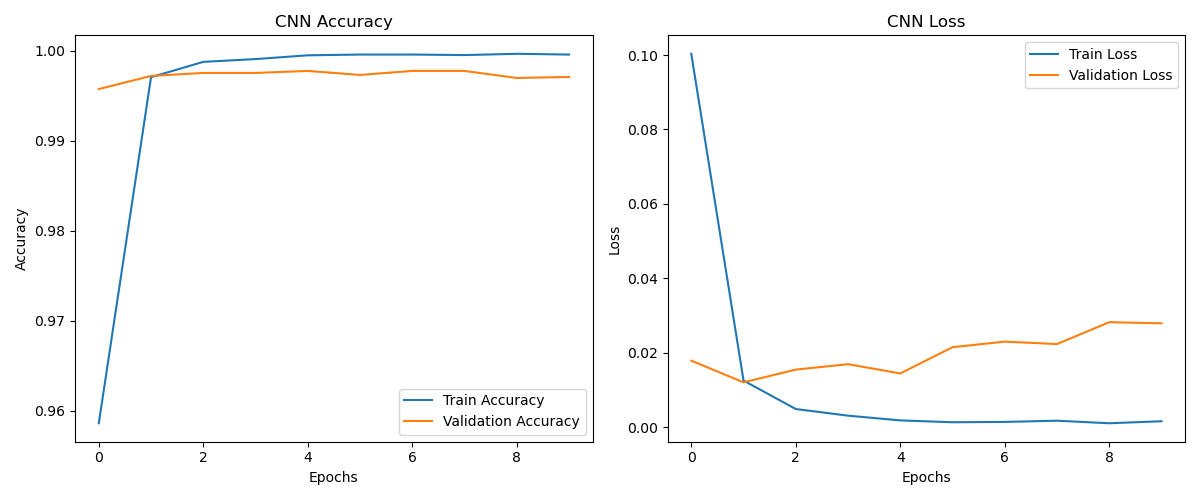 CNN Accuracy
1.00
0.99
0.98
0.97
0.96
Accuracy
Train Accuracy
Validation Accuracy
0 2 4 6 8
Epochs
CNN Loss
0.10
0.08
0.06
0.04
0.02
0.00
Loss
Train Loss
Validation Loss
0 2 4 6 8
Epochs